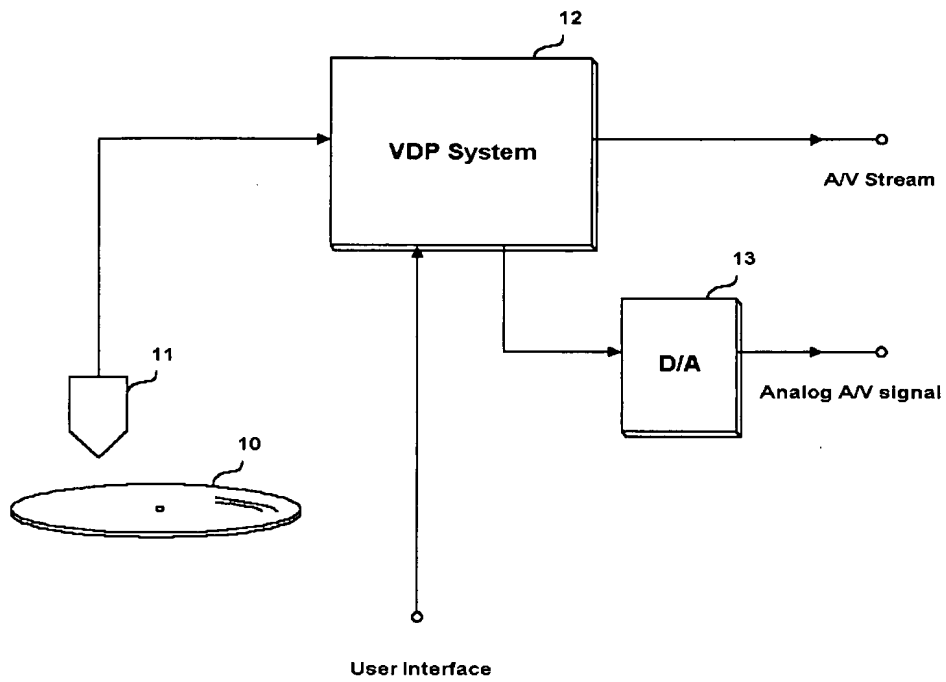 12
VDP System
A/V Stream
13
D/A
Analog A/V signal
11
10
User Interface